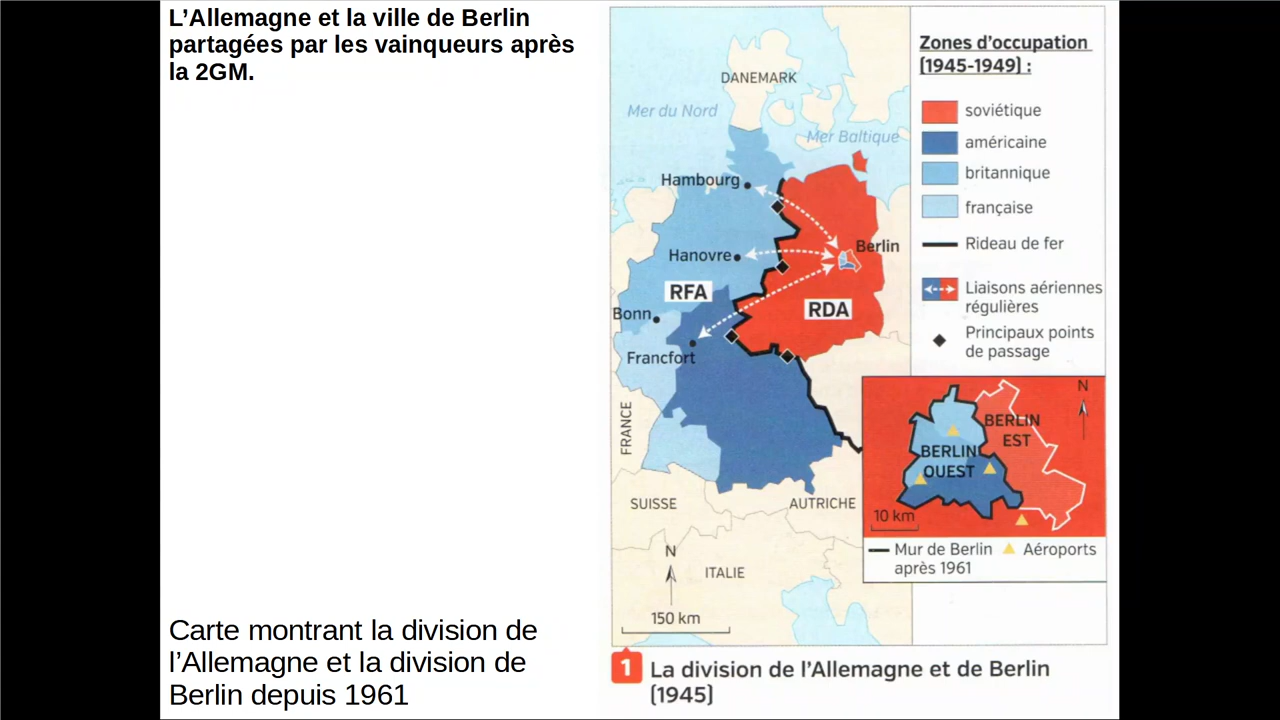 L’Allemagne et la ville de Berlin
partagées par les vainqueurs après
la 2GM.
Carte montrant la division de
l’Allemagne et la division de
Berlin depuis 1961
DANEMARK
Mer du Nord
Mer Baltique
Hambourg
Berlin
Hanovre
RFA
RDA
Bonn
Francfort
FRANCE
SUISSE
AUTRICHE
N
ITALIE
150 km
Zones d’occupation
(1945-1949) :
soviétique
américaine
britannique
française
Rideau de fer
Liaisons aériennes
régulières
Principaux points
de passage
N
BERLIN
EST
BERLIN
OUEST
10 km
Mur de Berlin
après 1961
Aéroports
1 La division de l’Allemagne et de Berlin
(1945)